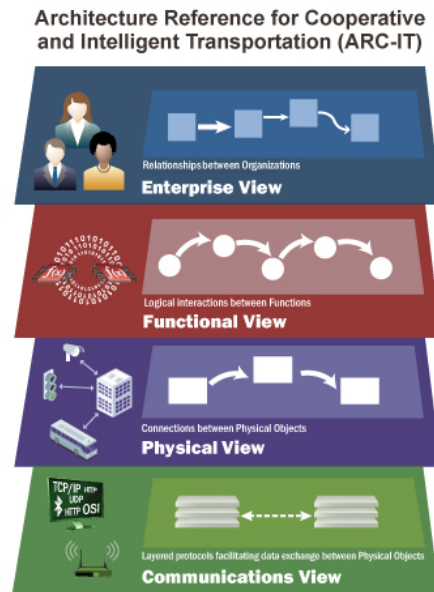 Architecture Reference for Cooperative
and Intelligent Transportation (ARC-IT)
Relationships between Organizations
Enterprise View
f(x)
f(x)
Logical interactions between Functions
Functional View
Connections between Physical Objects
Physical View
TCP/IP HTTP
UDP
HTTP OSI
Layered protocols facilitating data exchange between Physical Objects
Communications View